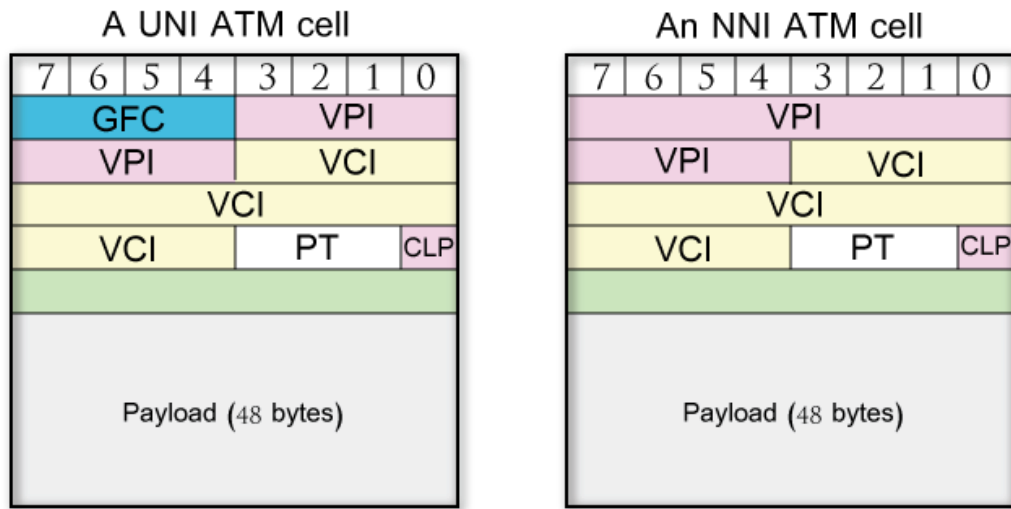 A UNI ATM cell
7 6 5 4 3 2 1 0
GFC VPI
VPI VCI
VCI
VCI PT CLP
Payload (48 bytes)
An NNI ATM cell
7 6 5 4 3 2 1 0
VPI
VPI VCI
VCI
VCI PT CLP
Payload (48 bytes)